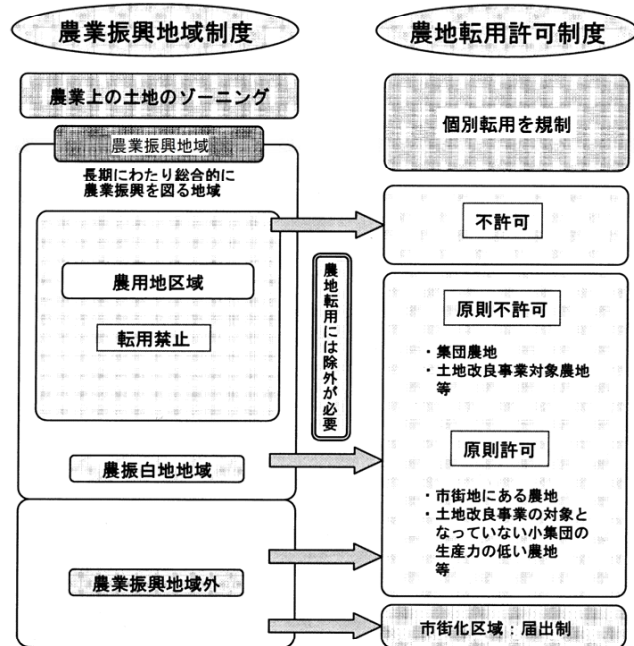 農業振興地域制度
農業上の土地のゾーニング
農業振興地域
長期にわたり総合的に
農業振興を図る地域
農用地区域
転用禁止
農振白地地域
農業振興地域外
農地転用には除外が必要
農地転用許可制度
個別転用を規制
不許可
原則不許可
・集団農地
・土地改良事業対象農地
等
原則許可
・市街地にある農地
・土地改良事業の対象と
なっていない小集団の
生産力の低い農地
等
市街化区域：届出制